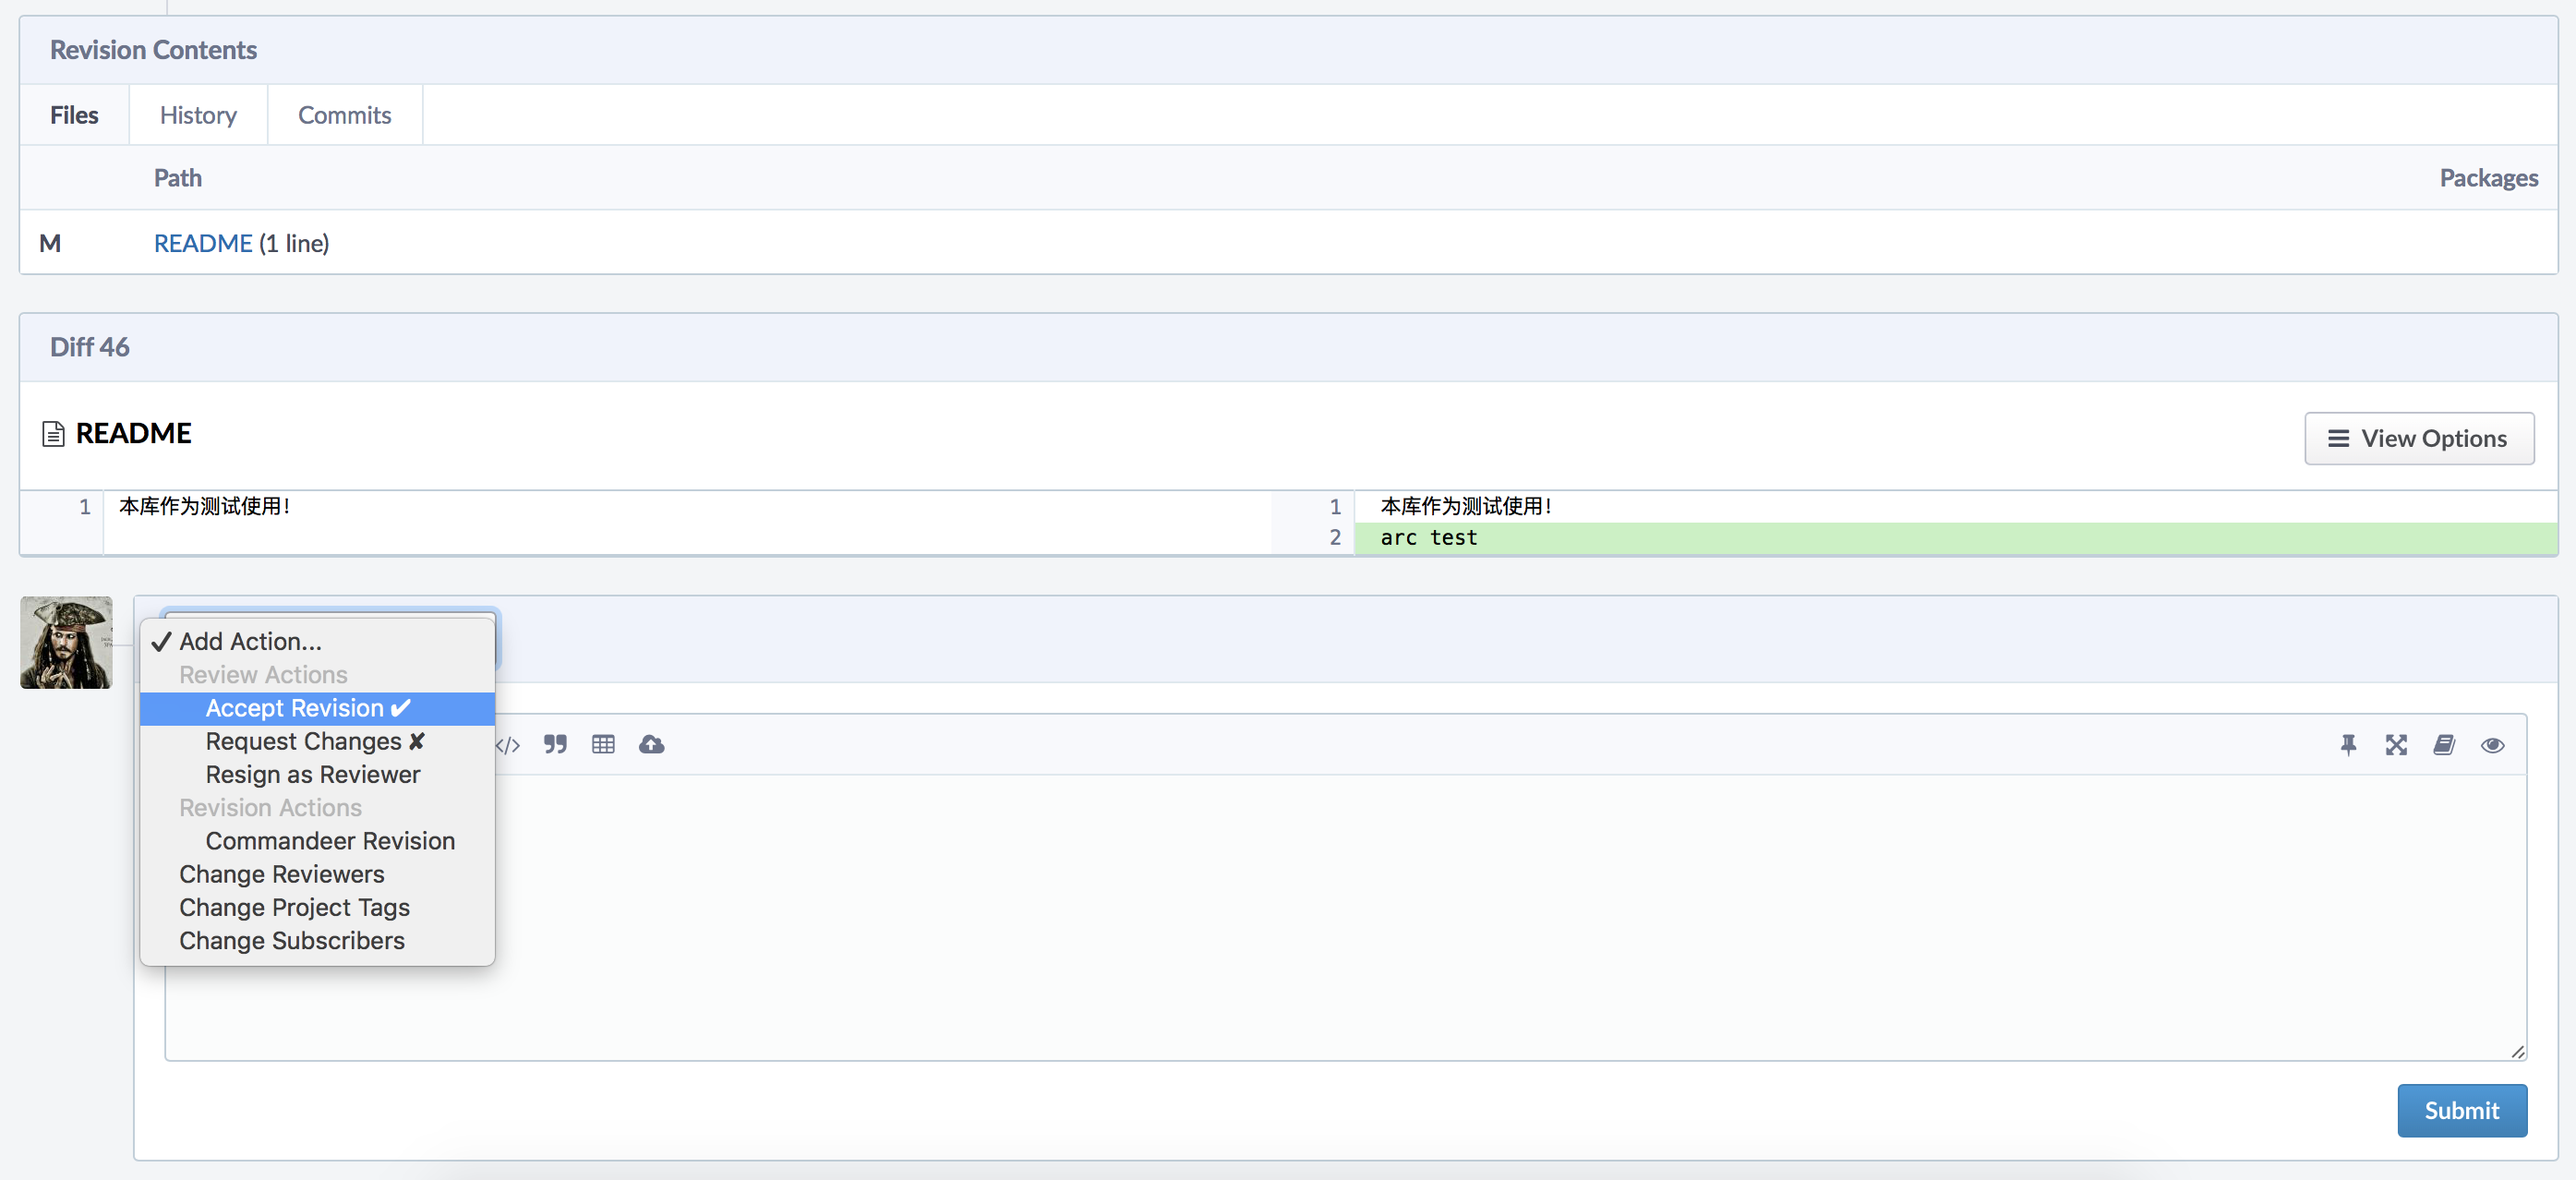 Revision Contents
Files History Commits
Path Packages
M README (1 line)
Diff 46
README View Options
1 本库作为测试使用! 1 本库作为测试使用!
2 arc test
✓ Add Action...
Review Actions
Accept Revision ✔
Request Changes ✘
Resign as Reviewer
Revision Actions
Commandeer Revision
Change Reviewers
Change Project Tags
Change Subscribers
Submit